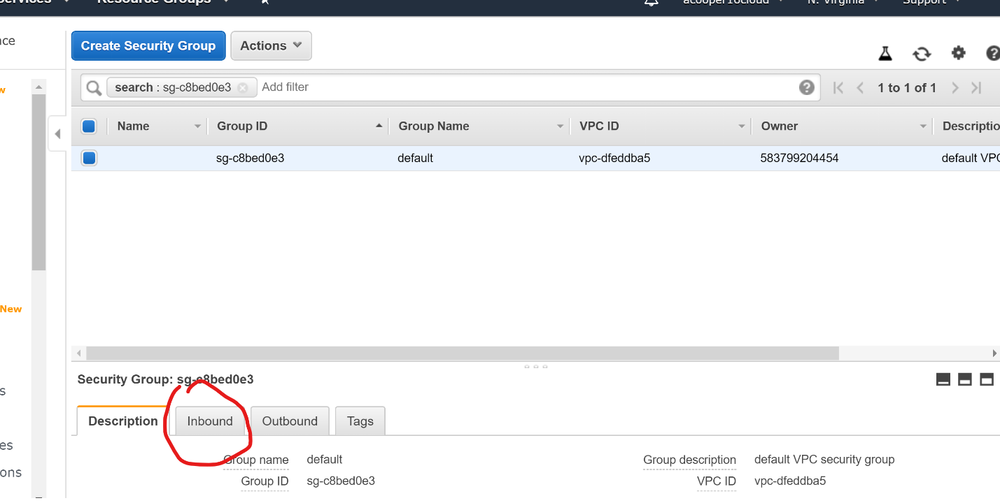 Services Resource Groups acooper16cloud N. Virginia Support
nce
Create Security Group Actions
w
search : sg-c8bed0e3 Add filter 1 to 1 of 1
Name Group ID Group Name VPC ID Owner Descriptio
sg-c8bed0e3 default vpc-dfeddba5 583799204454 default VPC
New
Security Group: sg-c8bed0e3
s
Description Inbound Outbound Tags
es
Group name default Group description default VPC security group
ons
Group ID sg-c8bed0e3 VPC ID vpc-dfeddba5